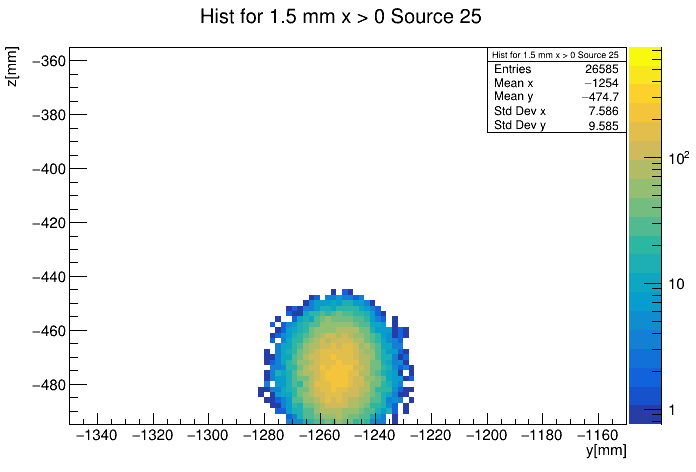 Hist for 1.5 mm x > 0 Source 25
z[mm]
Hist for 1.5 mm x > 0 Source 25
Entries 26585
Mean x −1254
Mean y −474.7
Std Dev x 7.586
Std Dev y 9.585
−360
−380
−400
−420
−440
−460
−480
10²
10
1
−1340 −1320 −1300 −1280 −1260 −1240 −1220 −1200 −1180 −1160
y[mm]